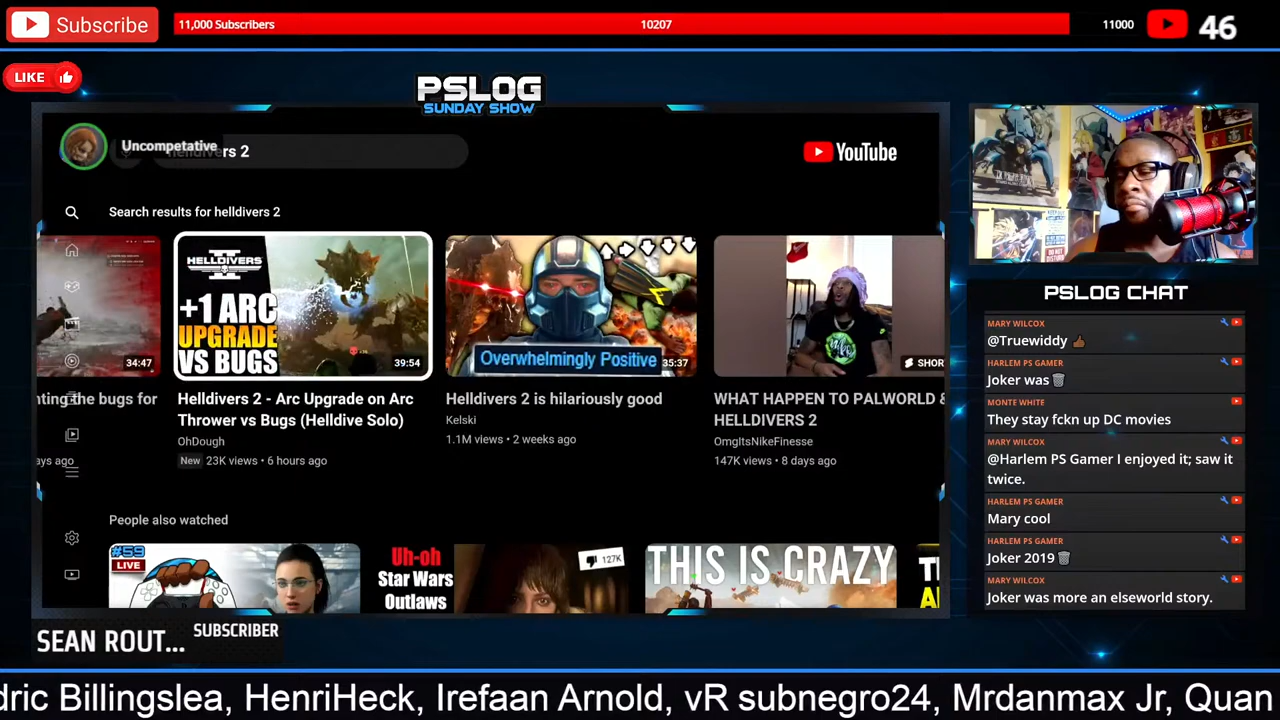 Subscribe
11,000 Subscribers
10207
11000
46
LIKE
PSLOG
SUNDAY SHOW
Uncompetative
helldivers 2
YouTube
Search results for helldivers 2
34:47
HELLDIVERS
II
+1 ARC
UPGRADE
VS BUGS
39:54
Overwhelmingly Positive
35:37
SHOR
nting the bugs for
ays ago
Helldivers 2 - Arc Upgrade on Arc
Thrower vs Bugs (Helldive Solo)
OhDough
New 23K views • 6 hours ago
Helldivers 2 is hilariously good
Kelski
1.1M views • 2 weeks ago
WHAT HAPPEN TO PALWORLD &
HELLDIVERS 2
OmgItsNikeFinesse
147K views • 8 days ago
People also watched
#59
LIVE
Uh-oh
Star Wars
Outlaws
127K
THIS IS CRAZY
PSLOG CHAT
MARY WILCOX
@Truewiddy
HARLEM PS GAMER
Joker was
MONTE WHITE
They stay fckn up DC movies
MARY WILCOX
@Harlem PS Gamer I enjoyed it; saw it
twice.
HARLEM PS GAMER
Mary cool
HARLEM PS GAMER
Joker 2019
MARY WILCOX
Joker was more an elseworld story.
SEAN ROUT...
SUBSCRIBER
dric Billingslea, HenriHeck, Irefaan Arnold, vR subnegro24, Mrdanmax Jr, Quan